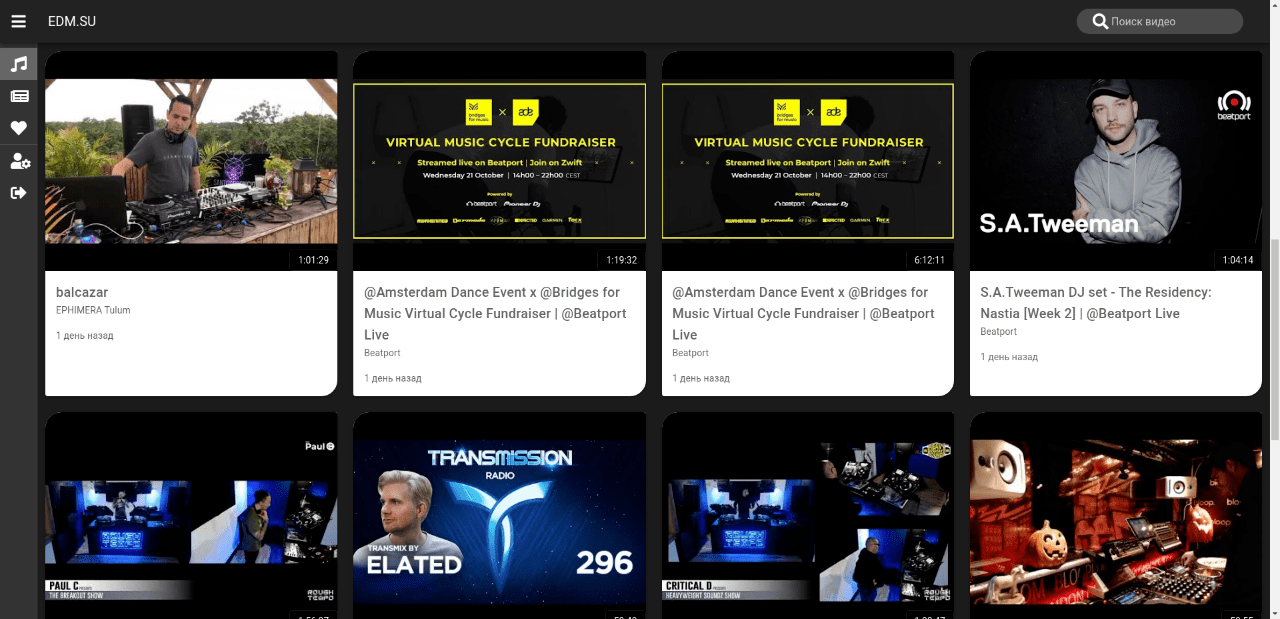 EDM.SU
Поиск видео
1:01:29
balcazar
EPHIMERA Tulum
1 день назад
bridges for music × ade
VIRTUAL MUSIC CYCLE FUNDRAISER
Streamed live on Beatport | Join on Zwift
Wednesday 21 October | 14h00 – 22h00 CEST
Powered by
beatport Pioneer Dj
1:19:32
@Amsterdam Dance Event x @Bridges for
Music Virtual Cycle Fundraiser | @Beatport
Live
Beatport
1 день назад
bridges for music × ade
VIRTUAL MUSIC CYCLE FUNDRAISER
Streamed live on Beatport | Join on Zwift
Wednesday 21 October | 14h00 – 22h00 CEST
Powered by
beatport Pioneer Dj
6:12:11
@Amsterdam Dance Event x @Bridges for
Music Virtual Cycle Fundraiser | @Beatport
Live
Beatport
1 день назад
beatport
S.A.Tweeman
1:04:14
S.A.Tweeman DJ set - The Residency:
Nastia [Week 2] | @Beatport Live
Beatport
1 день назад
Paul C
PAUL C
THE BREAKOUT SHOW
ROUGH
TEMPO
TRANSMISSION
RADIO
TRANSMIX BY
ELATED
296
CRITICAL D
HEAVYWEIGHT SOUNDZ SHOW
ROUGH
TEMPO
bloop.